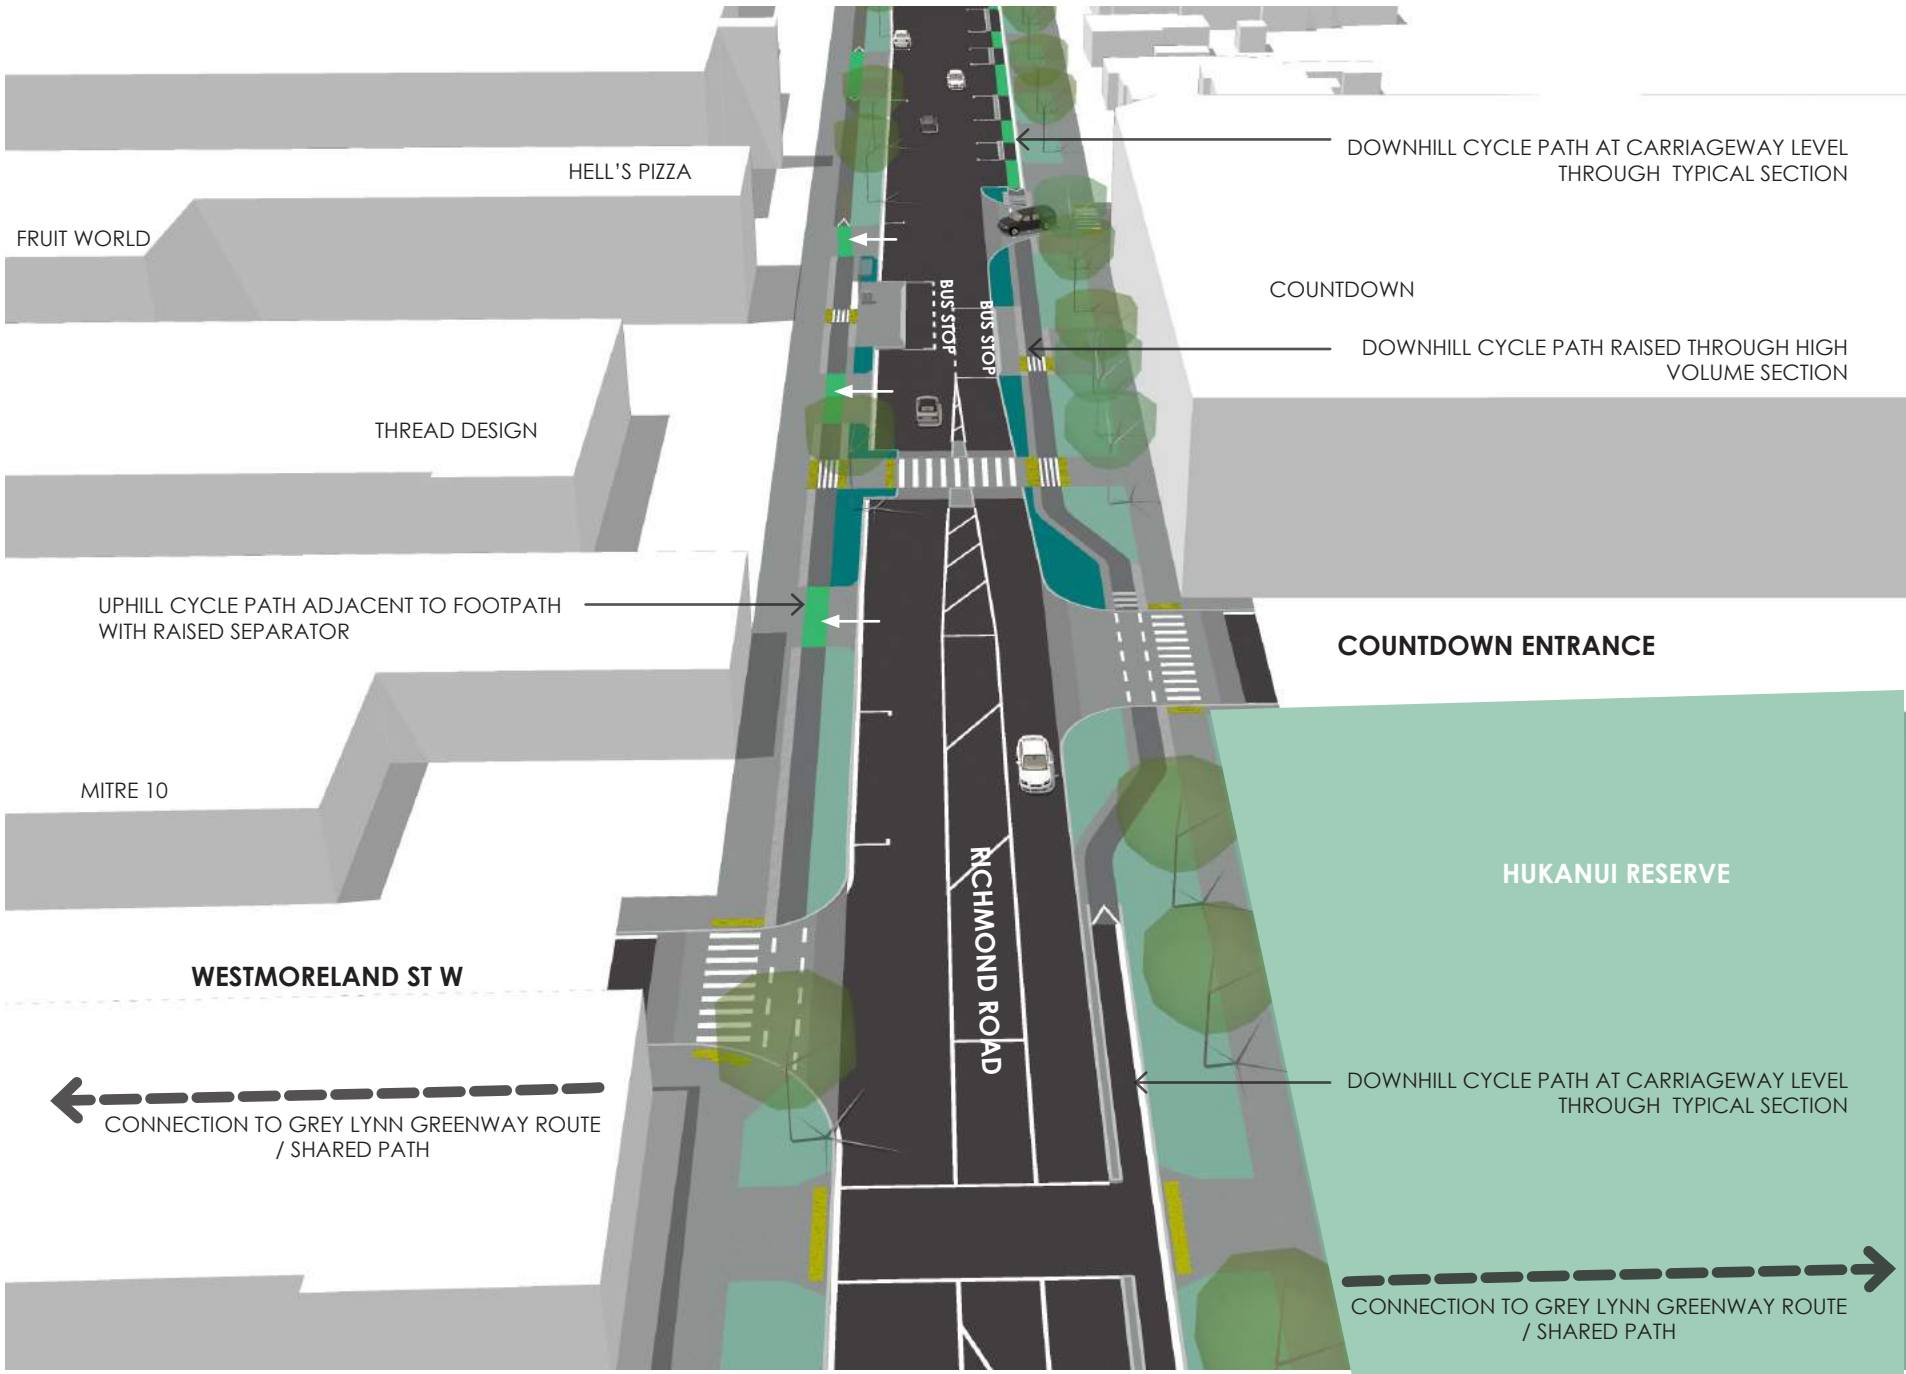 HELL'S PIZZA
FRUIT WORLD
THREAD DESIGN
UPHILL CYCLE PATH ADJACENT TO FOOTPATH
WITH RAISED SEPARATOR
MITRE 10
WESTMORELAND ST W
CONNECTION TO GREY LYNN GREENWAY ROUTE
/ SHARED PATH
BUS STOP
BUS STOP
RICHMOND ROAD
DOWNHILL CYCLE PATH AT CARRIAGEWAY LEVEL
THROUGH TYPICAL SECTION
COUNTDOWN
DOWNHILL CYCLE PATH RAISED THROUGH HIGH
VOLUME SECTION
COUNTDOWN ENTRANCE
HUKANUI RESERVE
DOWNHILL CYCLE PATH AT CARRIAGEWAY LEVEL
THROUGH TYPICAL SECTION
CONNECTION TO GREY LYNN GREENWAY ROUTE
/ SHARED PATH